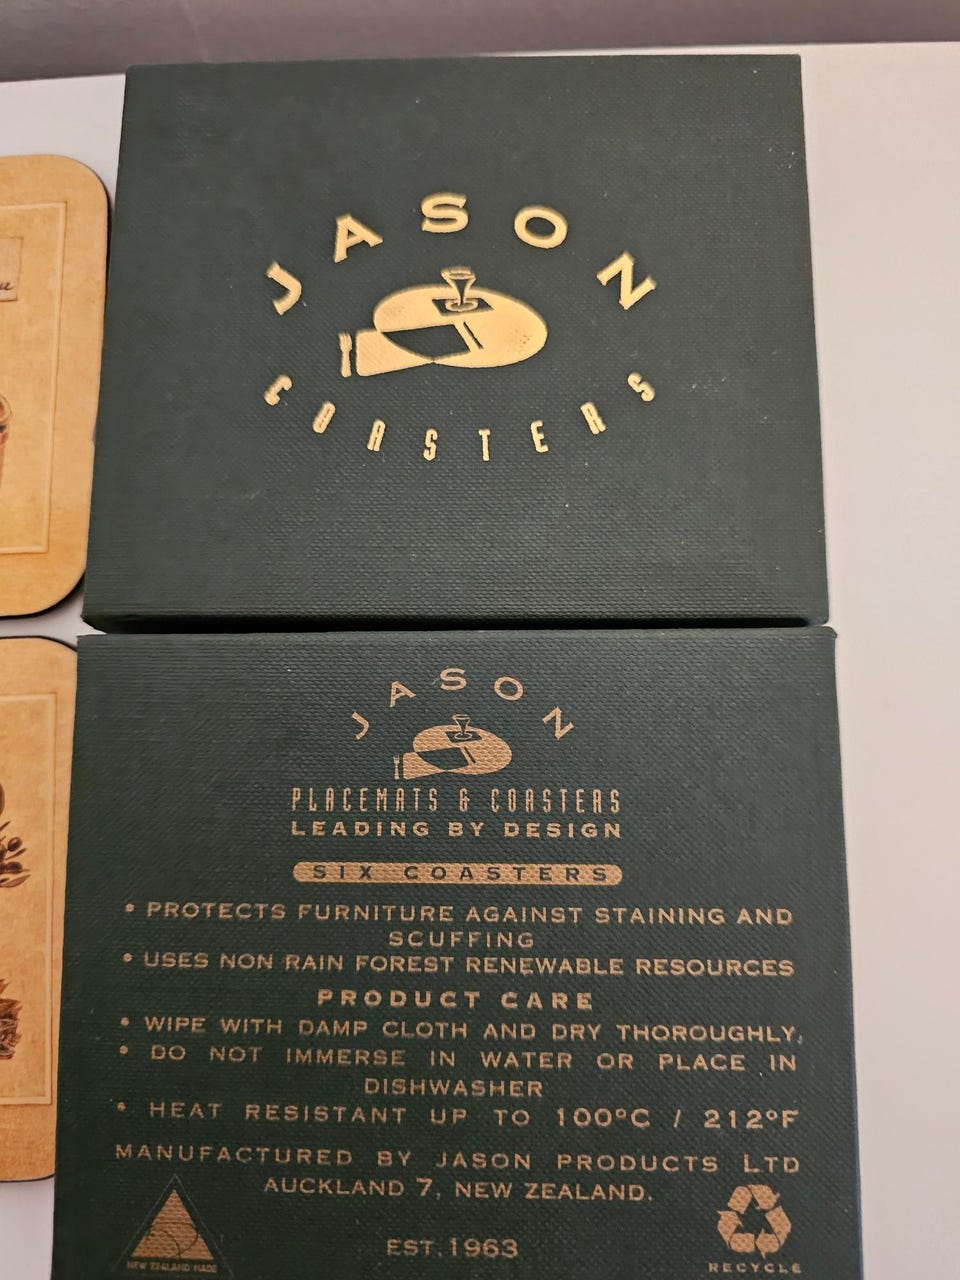 JASON
COASTERS
JASON
PLACEMATS & COASTERS
LEADING BY DESIGN
SIX COASTERS
• PROTECTS FURNITURE AGAINST STAINING AND
SCUFFING
• USES NON RAIN FOREST RENEWABLE RESOURCES
PRODUCT CARE
• WIPE WITH DAMP CLOTH AND DRY THOROUGHLY.
• DO NOT IMMERSE IN WATER OR PLACE IN
DISHWASHER
• HEAT RESISTANT UP TO 100°C / 212°F
MANUFACTURED BY JASON PRODUCTS LTD
AUCKLAND 7, NEW ZEALAND.
EST.1963
NEW ZEALAND MADE
RECYCLE